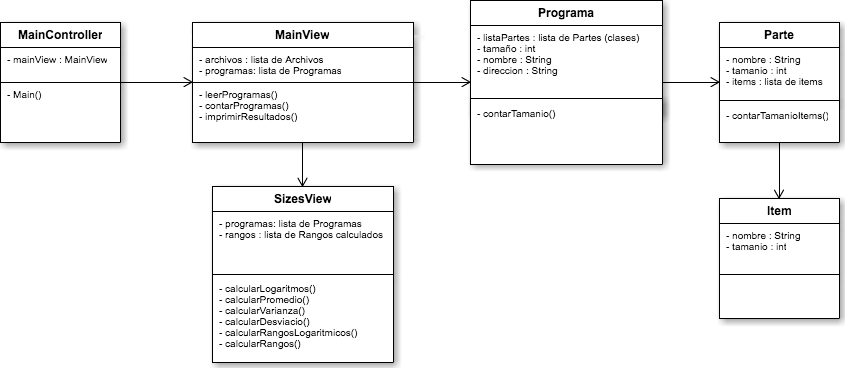 MainController
- mainView : MainView
- Main()
MainView
- archivos : lista de Archivos
- programas: lista de Programas
- leerProgramas()
- contarProgramas()
- imprimirResultados()
Programa
- listaPartes : lista de Partes (clases)
- tamaño : int
- nombre : String
- direccion : String
- contarTamanio()
Parte
- nombre : String
- tamanio : int
- items : lista de items
- contarTamanioItems()
SizesView
- programas: lista de Programas
- rangos : lista de Rangos calculados
- calcularLogaritmos()
- calcularPromedio()
- calcularVarianza()
- calcularDesviacio()
- calcularRangosLogaritmicos()
- calcularRangos()
Item
- nombre : String
- tamanio : int